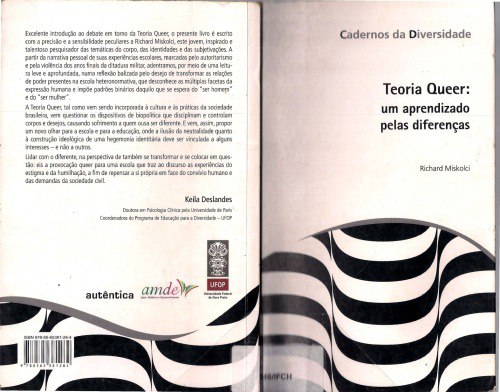 Excelente introdução ao debate em torno da Teoria Queer, o presente livro é escrito
com a precisão e a sensibilidade peculiares a Richard Miskolci, este jovem, inspirado e
talentoso pesquisador das temáticas do corpo, das identidades e das subjetivações. A
partir da narrativa pessoal de suas experiências escolares, marcadas pelo autoritarismo
e pela violência dos anos finais da ditadura militar, adentramos, por meio de uma leitu-
ra leve e aprofundada, numa reflexão balizada pelo desejo de transformar as relações
de poder presentes na escola heteronormativa, que desconhece as múltiplas facetas da
expressão humana e impõe padrões binários daquilo que se espera do "ser homem"
e do "ser mulher".
A Teoria Queer, tal como vem sendo incorporada à cultura e às práticas da sociedade
brasileira, vem questionar os dispositivos de biopolítica que disciplinam e controlam
corpos e desejos, causando sofrimento a quem ousa ser diferente. E vem, assim, propor
um novo olhar para a escola e para a educação, onde a ilusão da neutralidade quanto
à construção ideológica de uma hegemonia identitária deve ser vinculada a alguns
interesses – e não a outros.
Lidar com o diferente, na perspectiva de também se transformar e se colocar em ques-
tão: eis a provocação queer para uma escola que traz ao discurso as experiências do
estigma e da humilhação, a fim de repensar a si própria em face do convívio humano e
das demandas da sociedade civil.
Keila Deslandes
Doutora em Psicologia Clínica pela Universidade de Paris
Coordenadora do Programa de Educação para a Diversidade – UFOP
autêntica
amde
UFOP
Universidade Federal
de Ouro Preto
Cadernos da Diversidade
Teoria Queer:
um aprendizado
pelas diferenças
Richard Miskolci
/IFCH